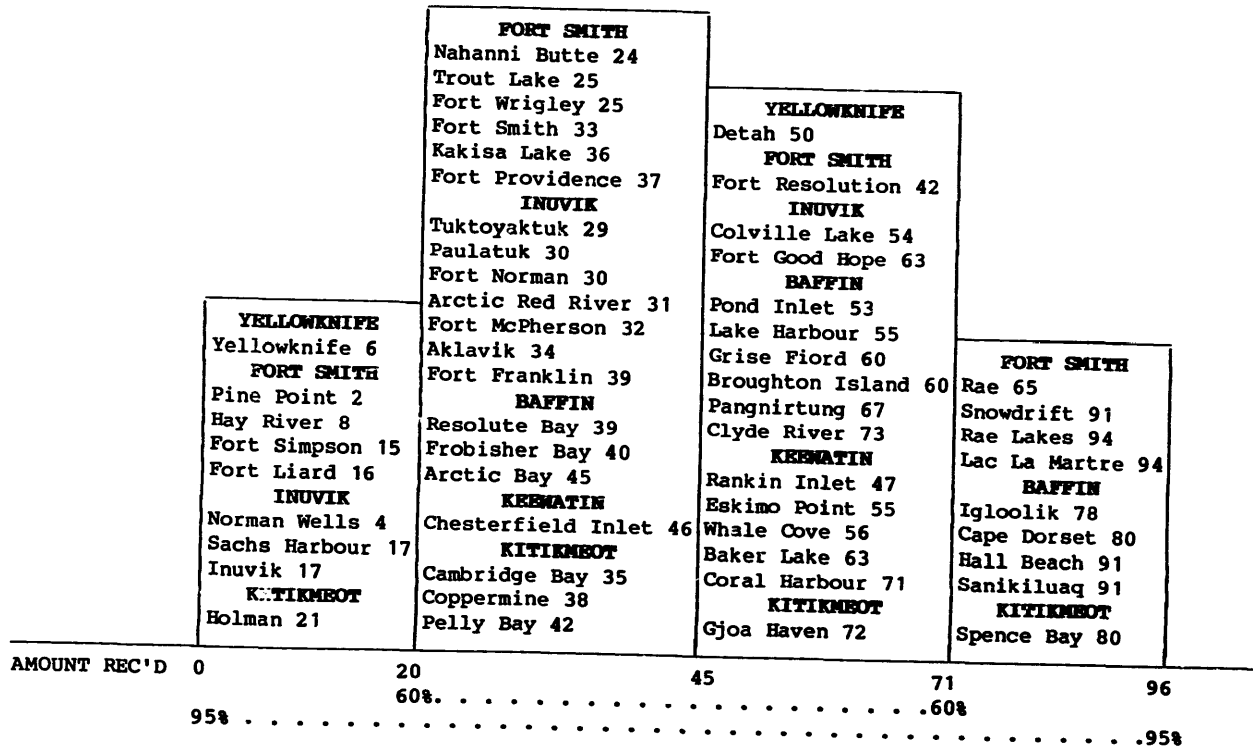 YELLOWKNIFE
Yellowknife 6
FORT SMITH
Pine Point 2
Hay River 8
Fort Simpson 15
Fort Liard 16
INUVIK
Norman Wells 4
Sachs Harbour 17
Inuvik 17
KITIKMEOT
Holman 21
FORT SMITH
Nahanni Butte 24
Trout Lake 25
Fort Wrigley 25
Fort Smith 33
Kakisa Lake 36
Fort Providence 37
INUVIK
Tuktoyaktuk 29
Paulatuk 30
Fort Norman 30
Arctic Red River 31
Fort McPherson 32
Aklavik 34
Fort Franklin 39
BAFFIN
Resolute Bay 39
Frobisher Bay 40
Arctic Bay 45
KEEWATIN
Chesterfield Inlet 46
KITIKMEOT
Cambridge Bay 35
Coppermine 38
Pelly Bay 42
YELLOWKNIFE
Detah 50
FORT SMITH
Fort Resolution 42
INUVIK
Colville Lake 54
Fort Good Hope 63
BAFFIN
Pond Inlet 53
Lake Harbour 55
Grise Fiord 60
Broughton Island 60
Pangnirtung 67
Clyde River 73
KEEWATIN
Rankin Inlet 47
Eskimo Point 55
Whale Cove 56
Baker Lake 63
Coral Harbour 71
KITIKMEOT
Gjoa Haven 72
FORT SMITH
Rae 65
Snowdrift 91
Rae Lakes 94
Lac La Martre 94
BAFFIN
Igloolik 78
Cape Dorset 80
Hall Beach 91
Sanikiluaq 91
KITIKMEOT
Spence Bay 80
AMOUNT REC'D 0 20 45 71 96
60%. . . . . . . . . . . . . . . . . . . .60%
95% . . . . . . . . . . . . . . . . . . . . . . . . . . . . . . . . . . . . .95%